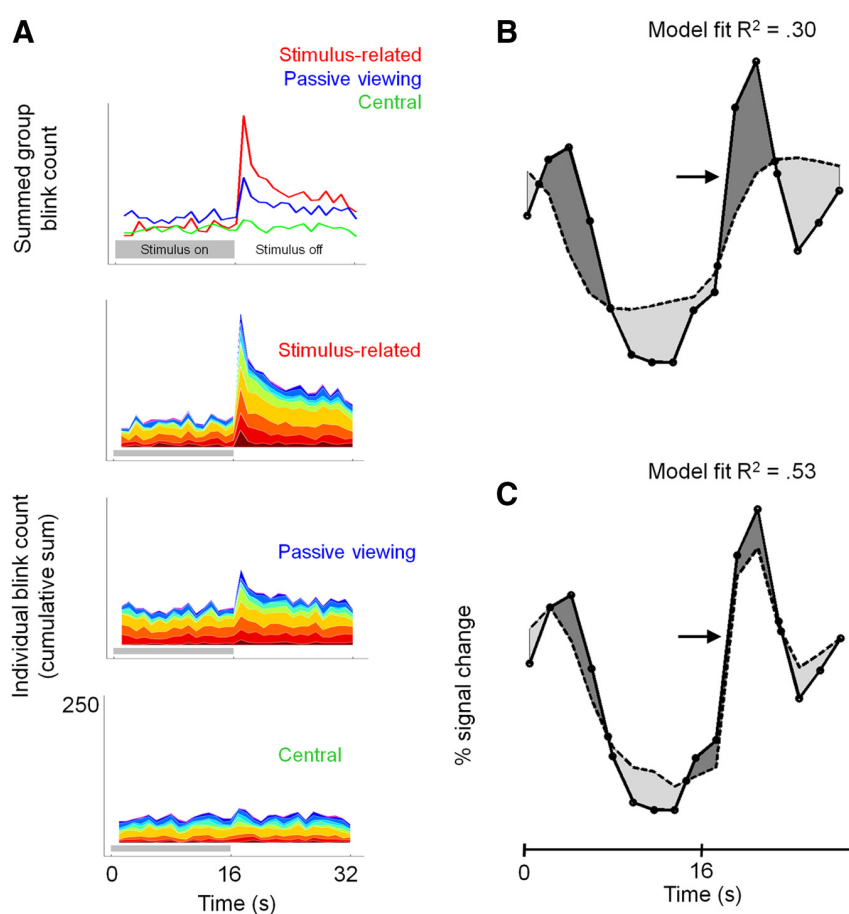 A
Stimulus-related
Passive viewing
Central
Summed group
blink count
Stimulus on
Stimulus off
Stimulus-related
Individual blink count
(cumulative sum)
Passive viewing
250
Central
0
16
32
Time (s)
B
Model fit R² = .30
C
Model fit R² = .53
% signal change
0
16
Time (s)